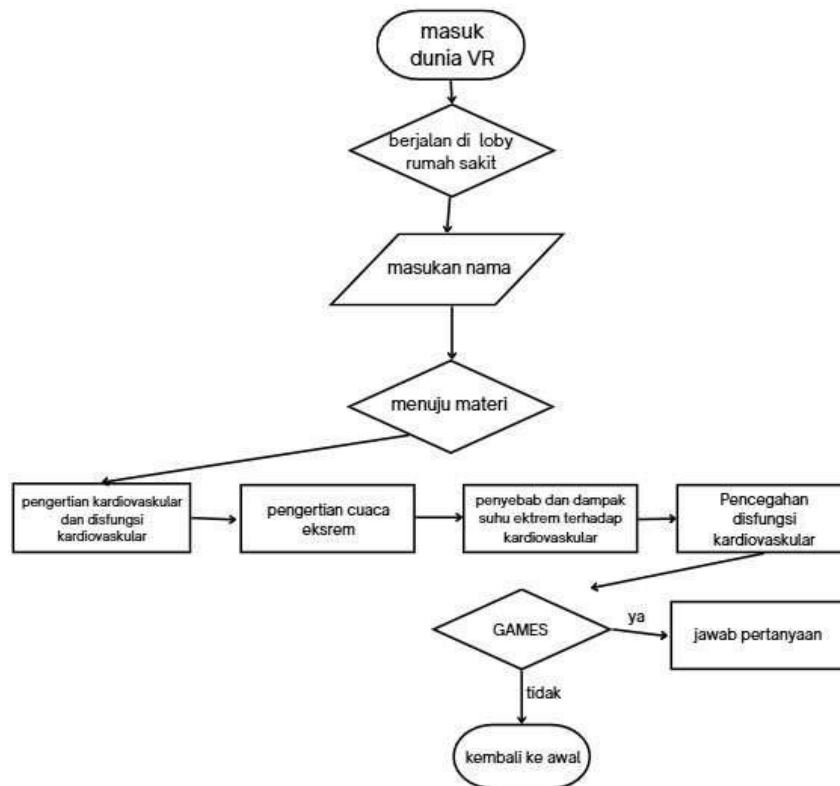 masuk
dunia VR
berjalan di loby
rumah sakit
masukan nama
menuju materi
pengertian kardiovaskular
dan disfungsi
kardiovaskular
pengertian cuaca
eksrem
penyebab dan dampak
suhu ektrem terhadap
kardiovaskular
Pencegahan
disfungsi
kardiovaskular
GAMES
ya
jawab pertanyaan
tidak
kembali ke awal